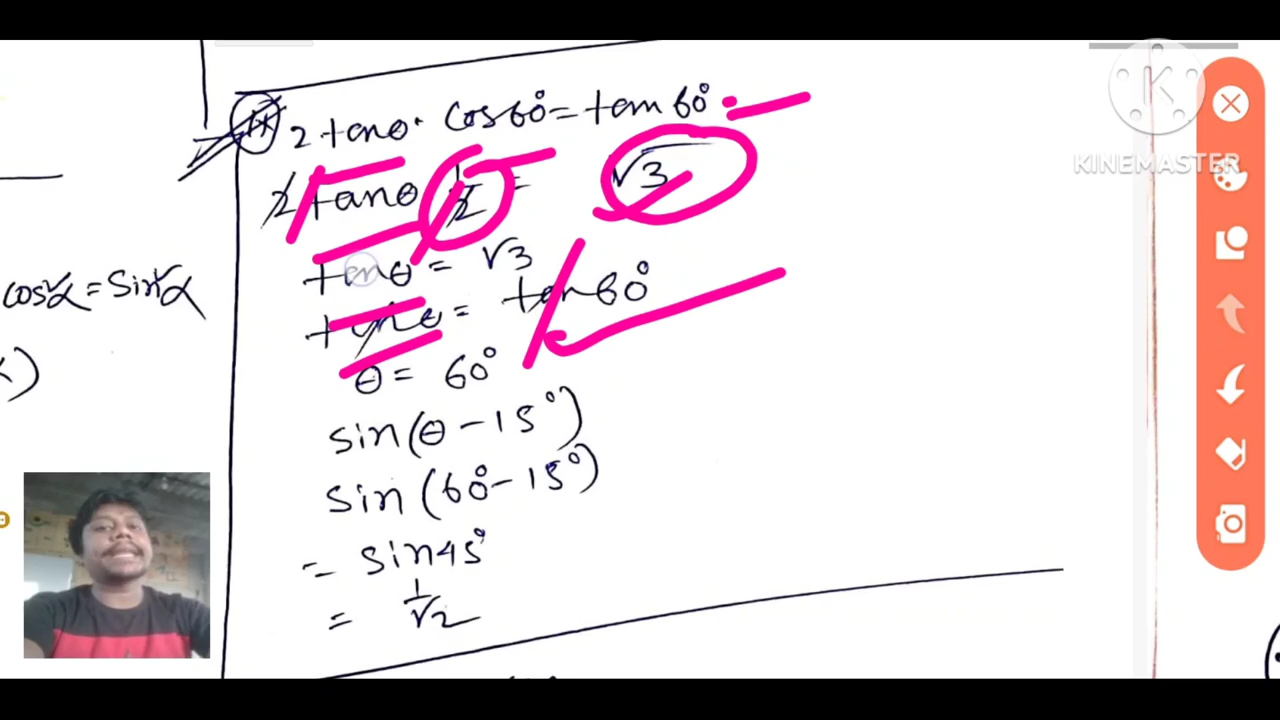 2 tanθ· cos60°= tan60°
2 tanθ 1/2 = √3
tanθ = √3
tanθ = tan60°
θ = 60°
sin(θ - 15°)
sin(60° - 15°)
= sin45°
= 1/√2
cos²α = sin²α
α)
KINEMASTER